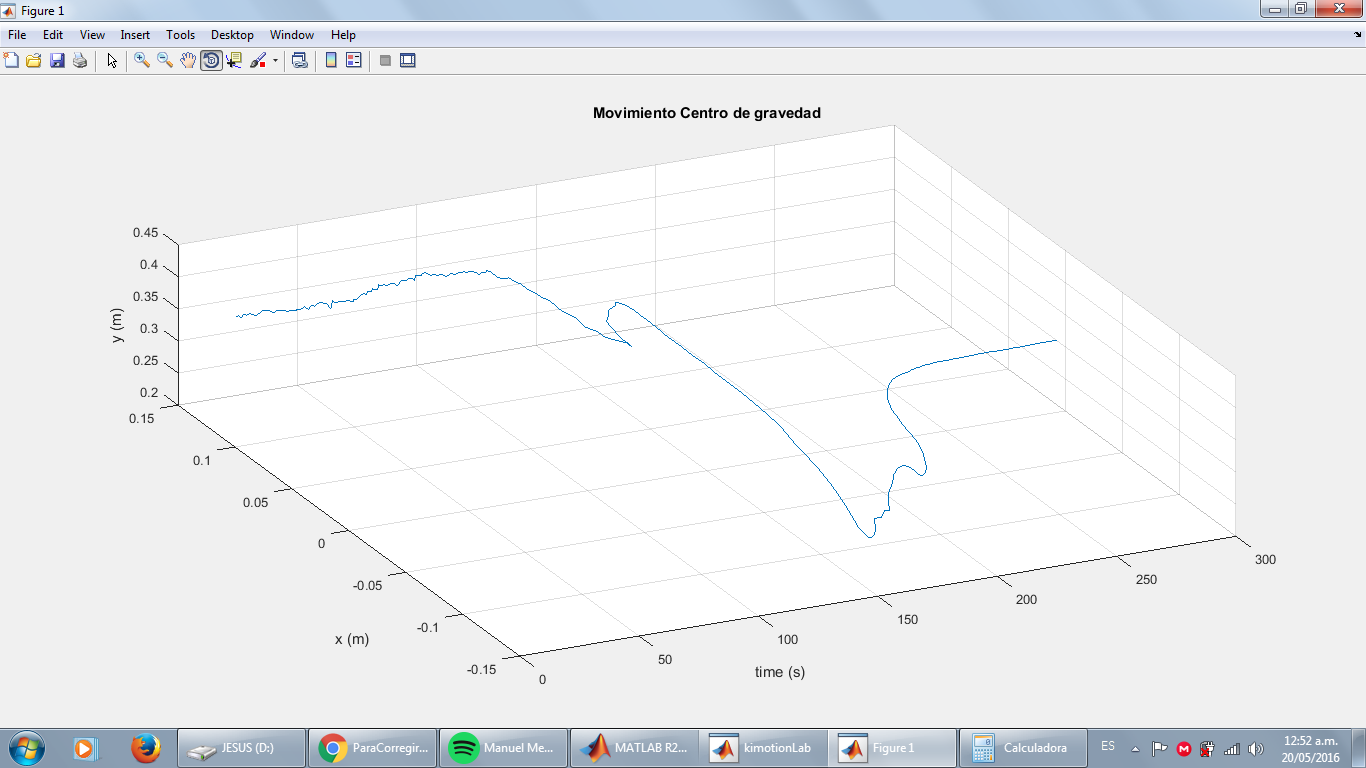 Figure 1
File Edit View Insert Tools Desktop Window Help
Movimiento Centro de gravedad
0.45
0.4
0.35
0.3
0.25
0.2
y (m)
0.15
0.1
0.05
0
-0.05
-0.1
-0.15
x (m)
0
50
100
150
200
250
300
time (s)
JESUS (D:)
ParaCorregir...
Manuel Me...
MATLAB R2...
kimotionLab
Figure 1
Calculadora
ES
12:52 a.m.
20/05/2016